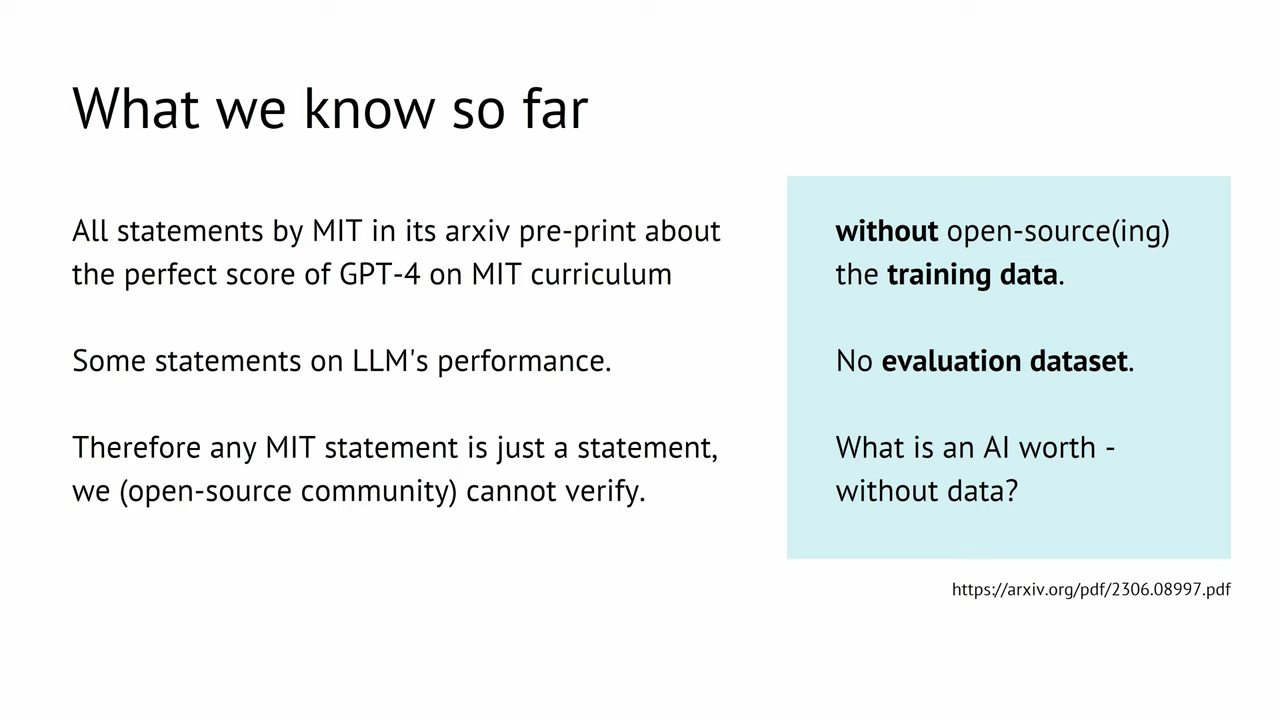 What we know so far
All statements by MIT in its arxiv pre-print about
the perfect score of GPT-4 on MIT curriculum
Some statements on LLM's performance.
Therefore any MIT statement is just a statement,
we (open-source community) cannot verify.
without open-source(ing)
the training data.
No evaluation dataset.
What is an AI worth -
without data?
https://arxiv.org/pdf/2306.08997.pdf